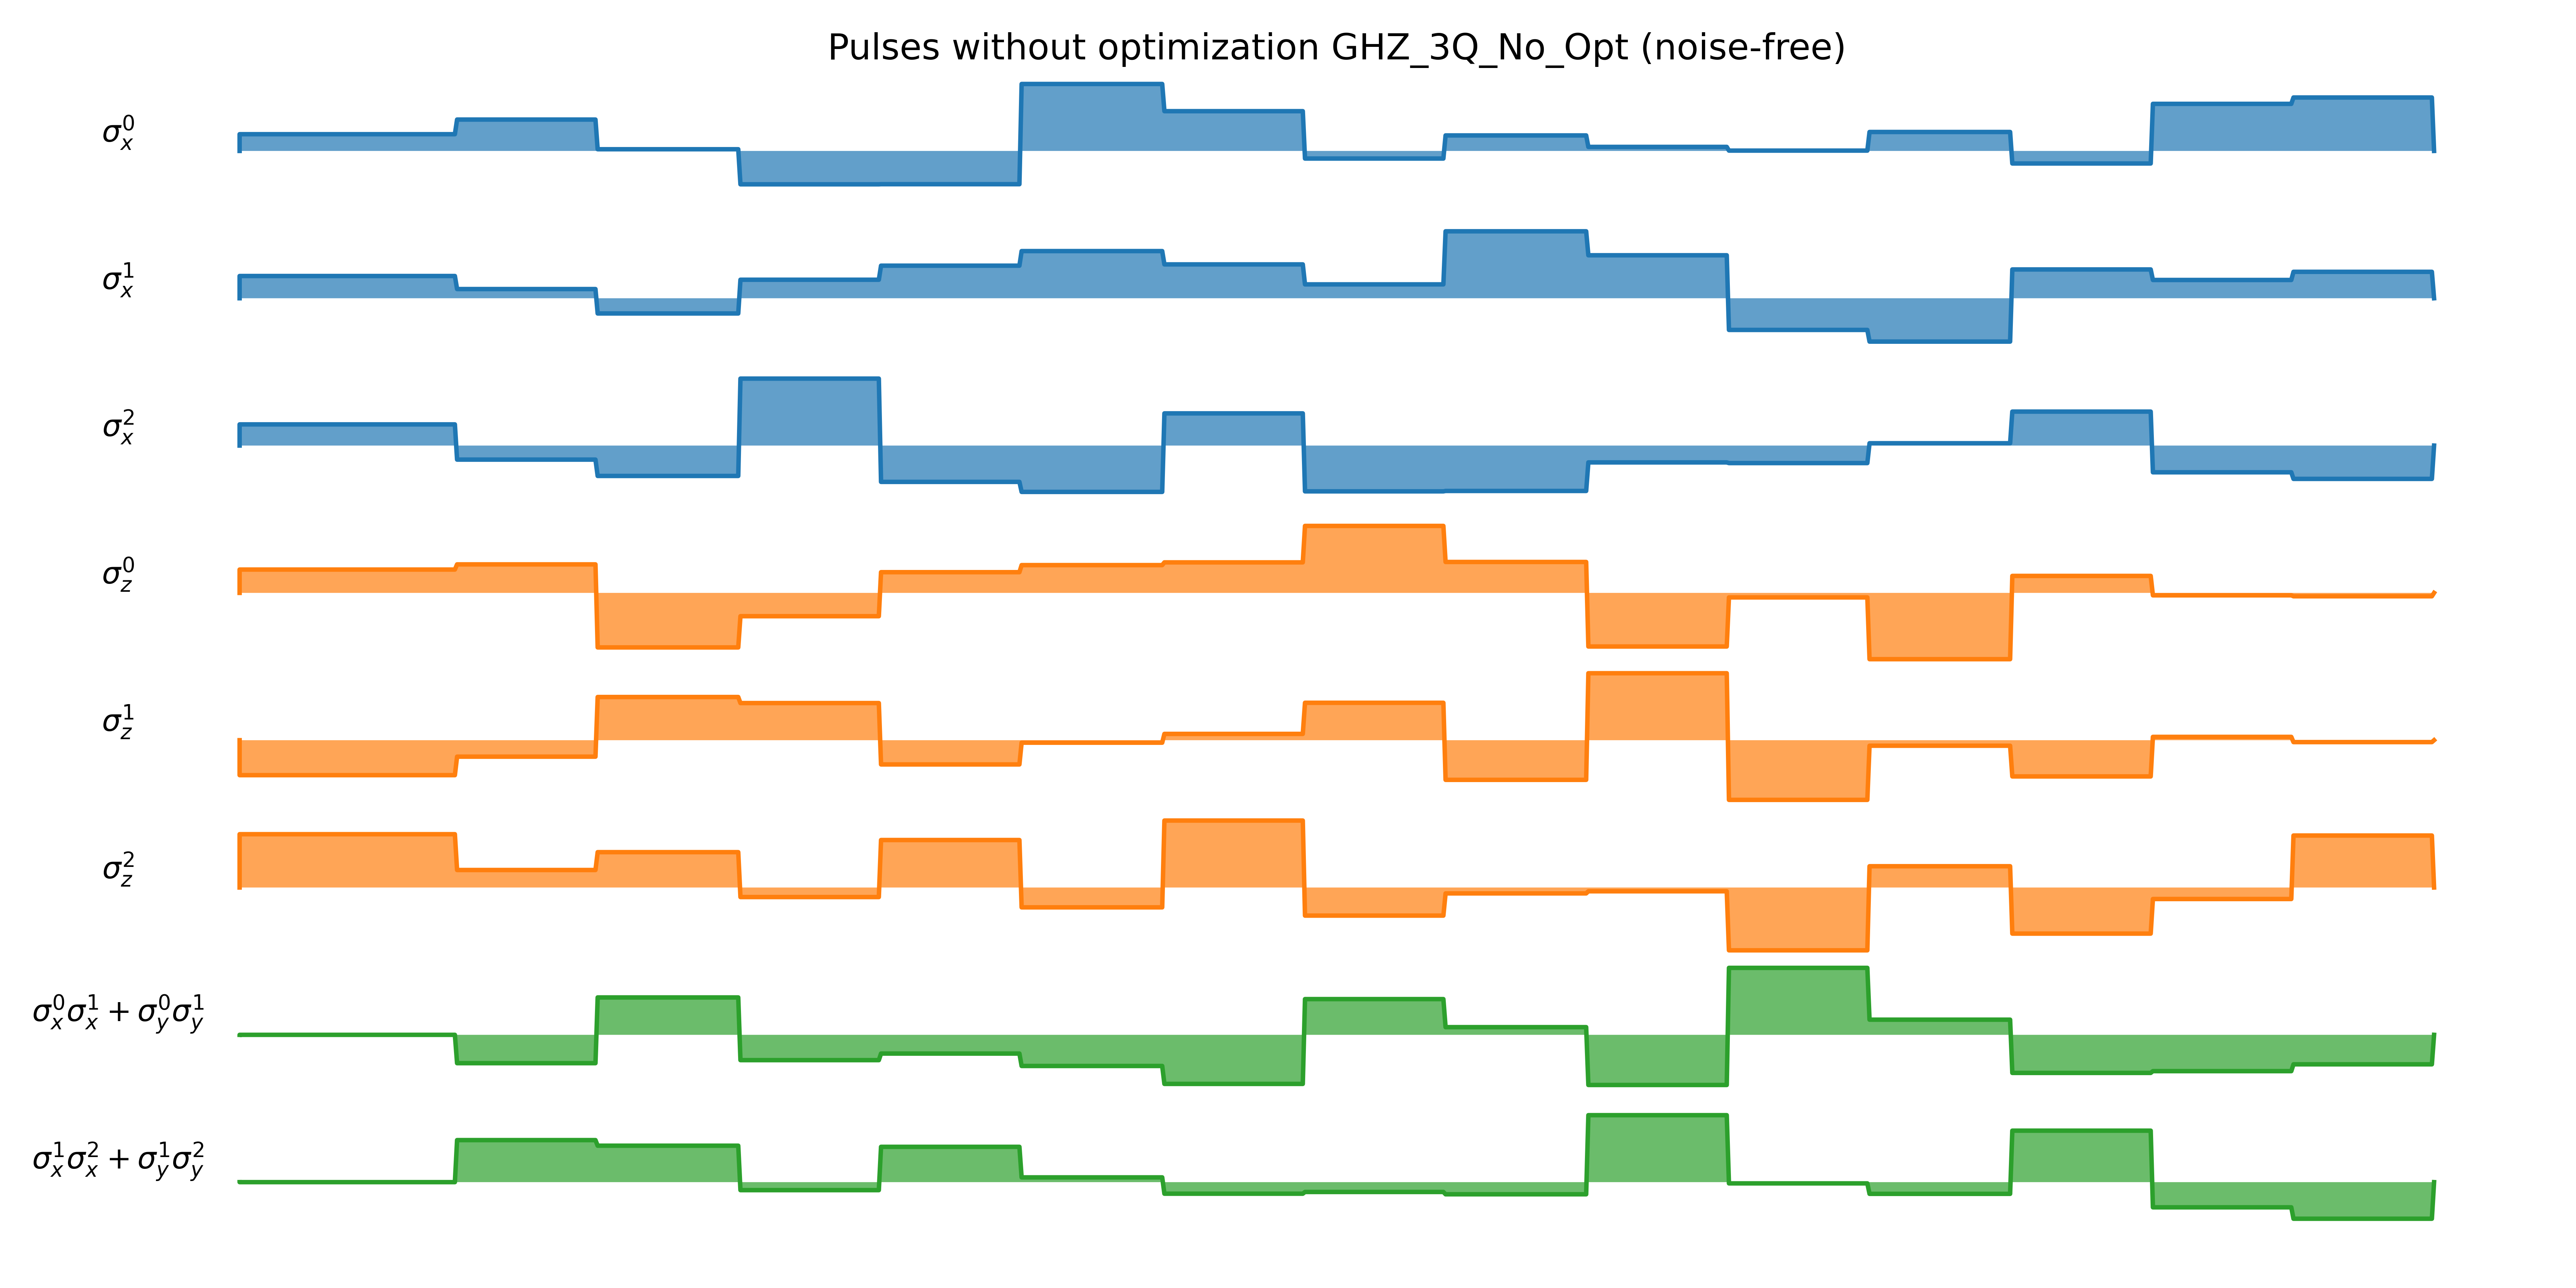 Pulses without optimization GHZ_3Q_No_Opt (noise-free)
σ_x^0
σ_x^1
σ_x^2
σ_z^0
σ_z^1
σ_z^2
σ_x^0σ_x^1 + σ_y^0σ_y^1
σ_x^1σ_x^2 + σ_y^1σ_y^2